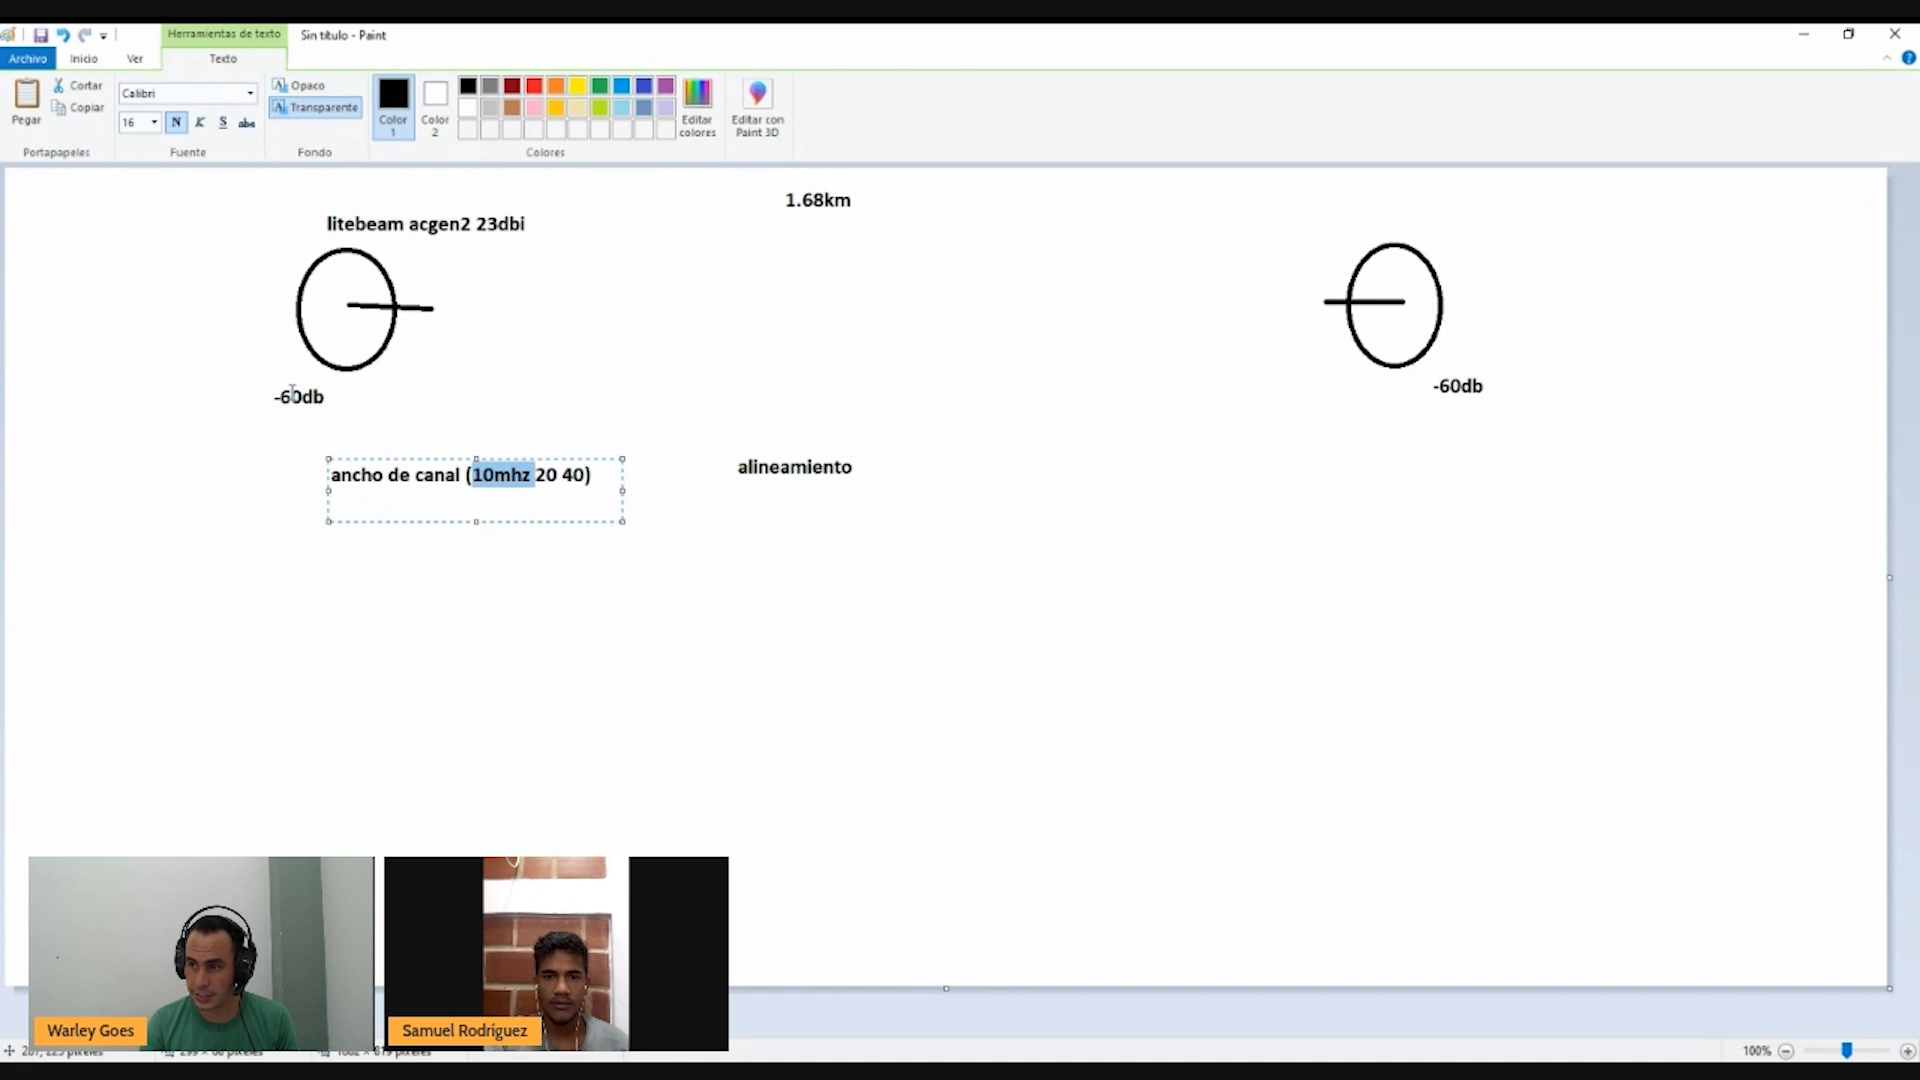 Herramientas de texto
Sin título - Paint
Archivo
Inicio
Ver
Texto
Pegar
Cortar
Copiar
Portapapeles
Calibri
16
N K S abc
Fuente
Opaco
Transparente
Fondo
Color 1
Color 2
Editar colores
Editar con Paint 3D
Colores
1.68km
litebeam acgen2 23dbi
-60db
-60db
ancho de canal (10mhz 20 40)
alineamiento
Warley Goes
Samuel Rodríguez
100%